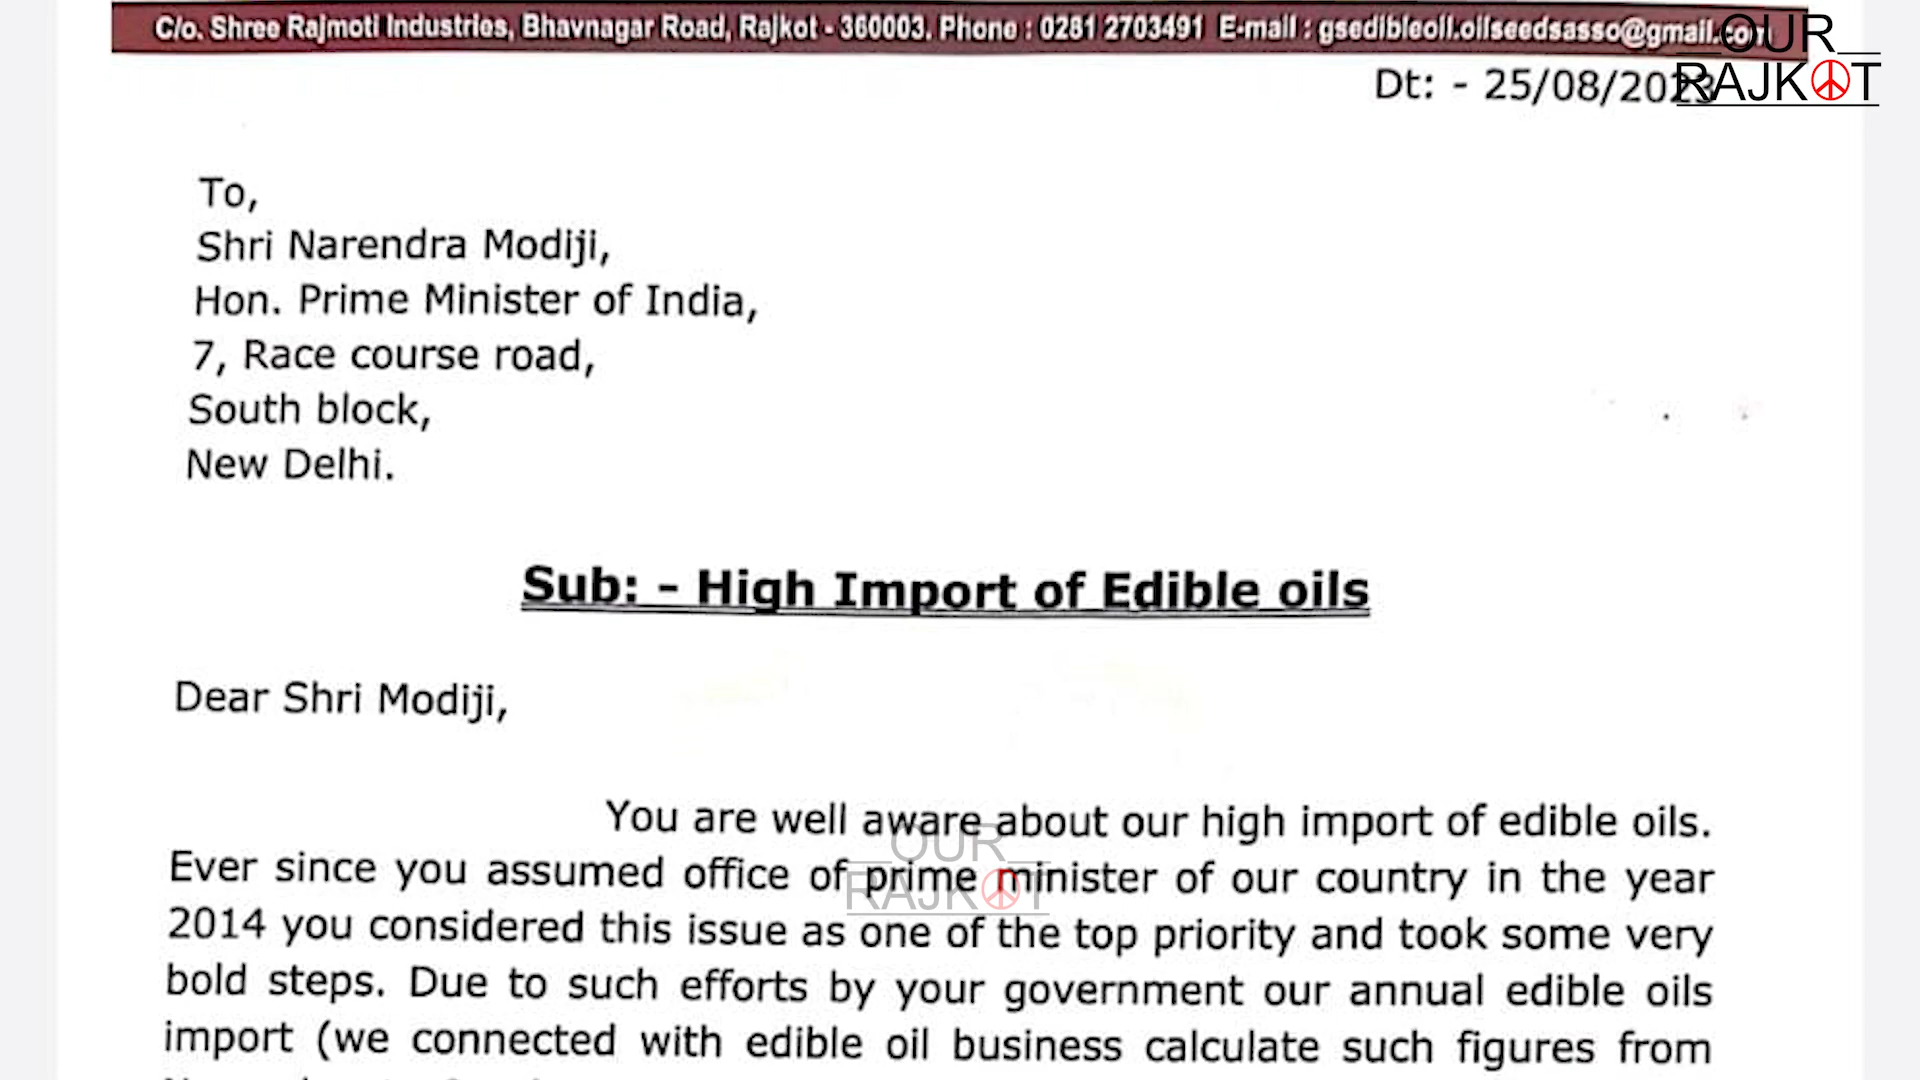 C/o. Shree Rajmoti Industries, Bhavnagar Road, Rajkot - 360003. Phone : 0281 2703491 E-mail : gsedibleoil.oilseedsasso@gmail.com
OUR
RAJKOT
Dt: - 25/08/2023
To,
Shri Narendra Modiji,
Hon. Prime Minister of India,
7, Race course road,
South block,
New Delhi.
Sub: - High Import of Edible oils
Dear Shri Modiji,
You are well aware about our high import of edible oils.
Ever since you assumed office of prime minister of our country in the year
2014 you considered this issue as one of the top priority and took some very
bold steps. Due to such efforts by your government our annual edible oils
import (we connected with edible oil business calculate such figures from
OUR
RAJKOT